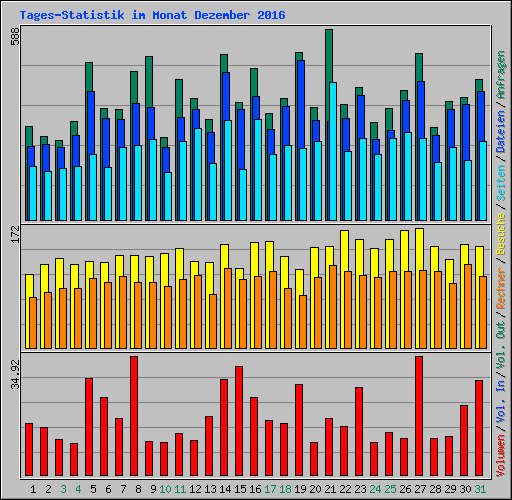 Tages-Statistik im Monat Dezember 2016
588
172
34.92
Volumen / Vol. In / Vol. Out / Rechner / Besuche / Seiten / Dateien / Anfragen
1 2 3 4 5 6 7 8 9 10 11 12 13 14 15 16 17 18 19 20 21 22 23 24 25 26 27 28 29 30 31